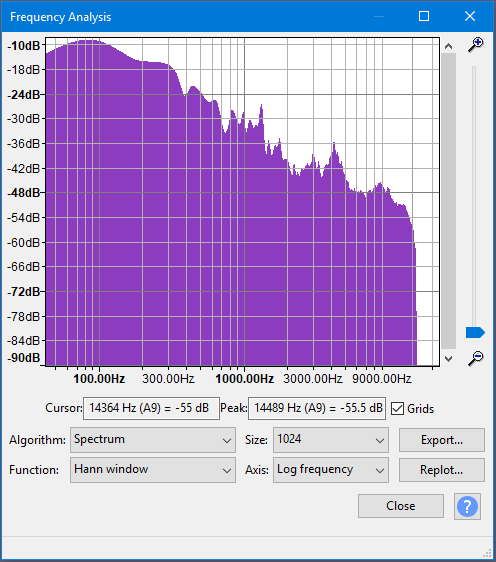 Frequency Analysis
-10dB
-18dB
-24dB
-30dB
-36dB
-42dB
-48dB
-54dB
-60dB
-66dB
-72dB
-78dB
-84dB
-90dB
100.00Hz 300.00Hz 1000.00Hz 3000.00Hz 9000.00Hz
Cursor: 14364 Hz (A9) = -55 dB Peak: 14489 Hz (A9) = -55.5 dB Grids
Algorithm: Spectrum Size: 1024 Export...
Function: Hann window Axis: Log frequency Replot...
Close ?